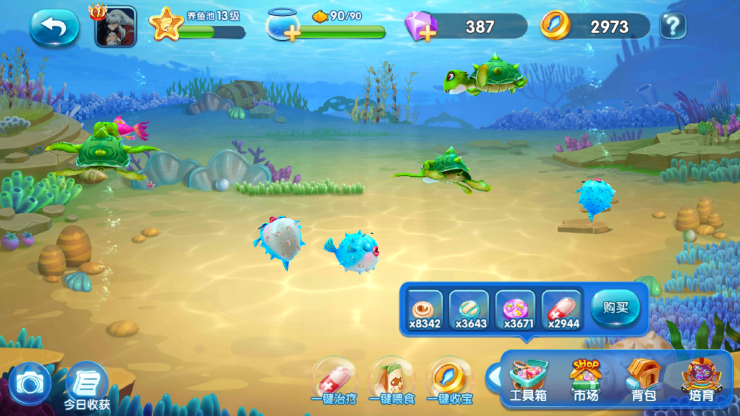 养鱼池13级
90/90
387
2973
?
x8342
x3643
x3671
x2944
购买
今日收获
一键治疗
一键喂食
一键收宝
工具箱
SHOP
市场
背包
培育